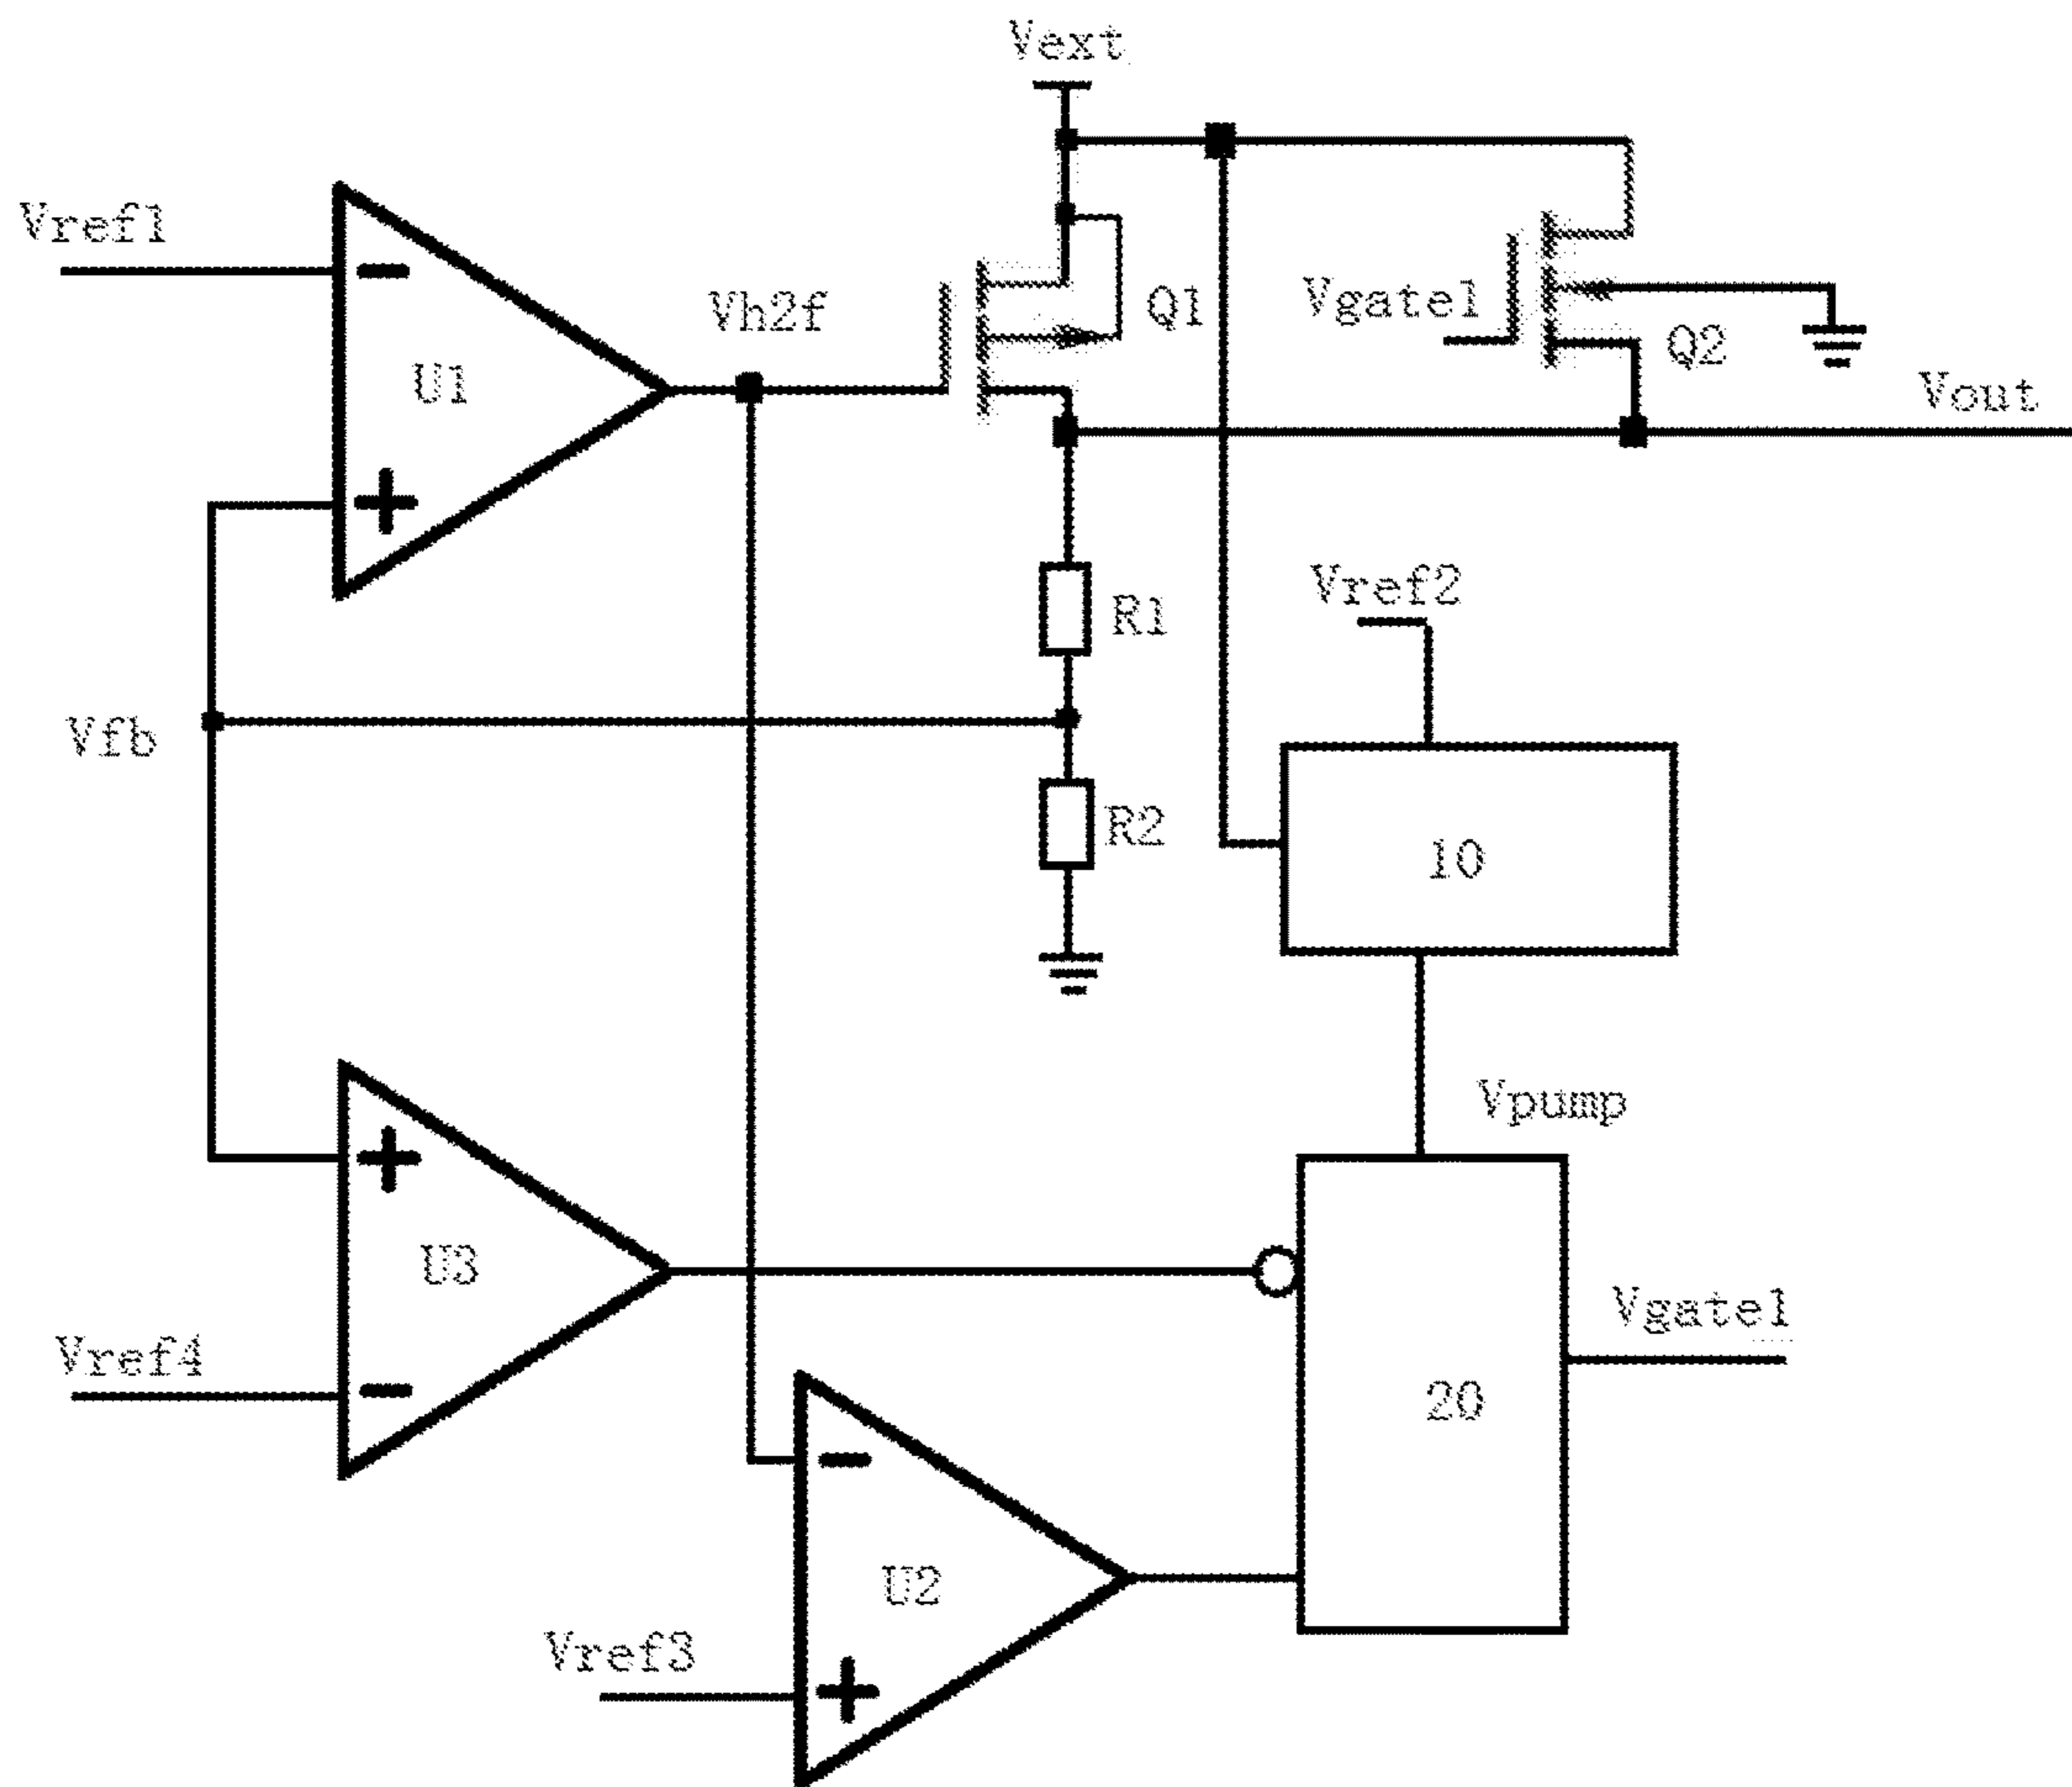 Vext
Vref1
Vh2f
Q1
Vgate1
Q2
U1
Vout
−
+
R1
Vref2
Vfb
R2
10
Vpump
+
U3
Vgate1
Vref4
−
20
−
U2
Vref3
+